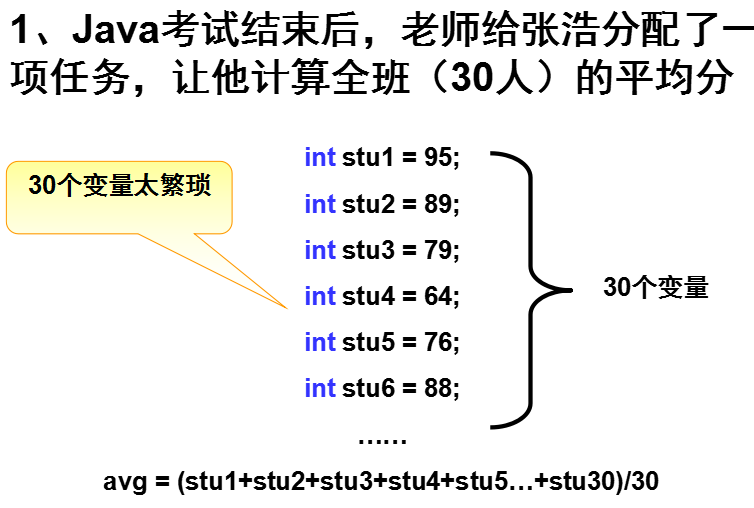 1、Java考试结束后，老师给张浩分配了一
项任务，让他计算全班（30人）的平均分
30个变量太繁琐
int stu1 = 95;
int stu2 = 89;
int stu3 = 79;
int stu4 = 64;
int stu5 = 76;
int stu6 = 88;
……
30个变量
avg = (stu1+stu2+stu3+stu4+stu5…+stu30)/30